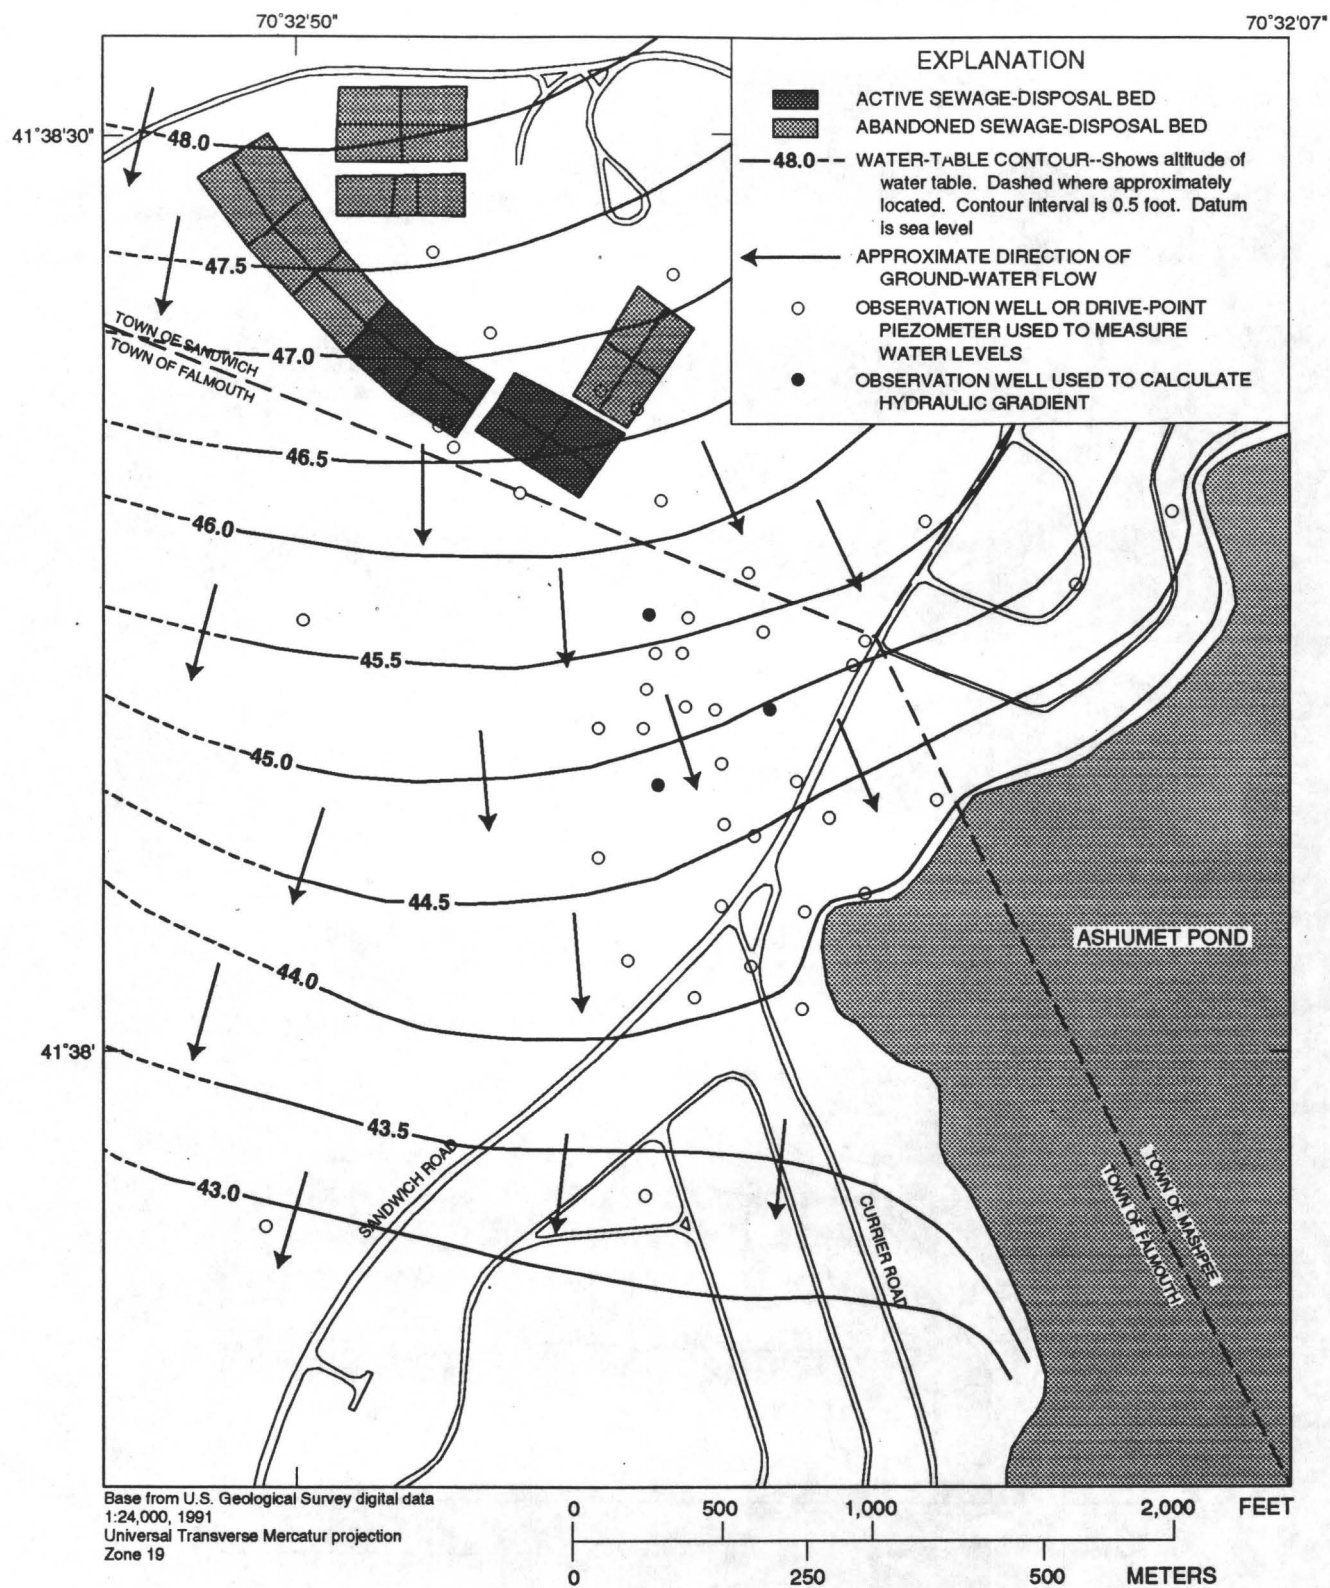 70°32'50"
70°32'07"
41°38'30"
EXPLANATION
ACTIVE SEWAGE-DISPOSAL BED
ABANDONED SEWAGE-DISPOSAL BED
48.0
WATER-TABLE CONTOUR--Shows altitude of
water table. Dashed where approximately
located. Contour interval is 0.5 foot. Datum
is sea level
APPROXIMATE DIRECTION OF
GROUND-WATER FLOW
OBSERVATION WELL OR DRIVE-POINT
PIEZOMETER USED TO MEASURE
WATER LEVELS
OBSERVATION WELL USED TO CALCULATE
HYDRAULIC GRADIENT
48.0
47.5
TOWN OF SANDWICH
TOWN OF FALMOUTH
47.0
46.5
46.0
45.5
45.0
44.5
44.0
ASHUMET POND
41°38'
43.5
43.0
SANDWICH ROAD
CURRIER ROAD
TOWN OF MASHPEE
TOWN OF FALMOUTH
Base from U.S. Geological Survey digital data
1:24,000, 1991
Universal Transverse Mercatur projection
Zone 19
0 500 1,000 2,000 FEET
0 250 500 METERS